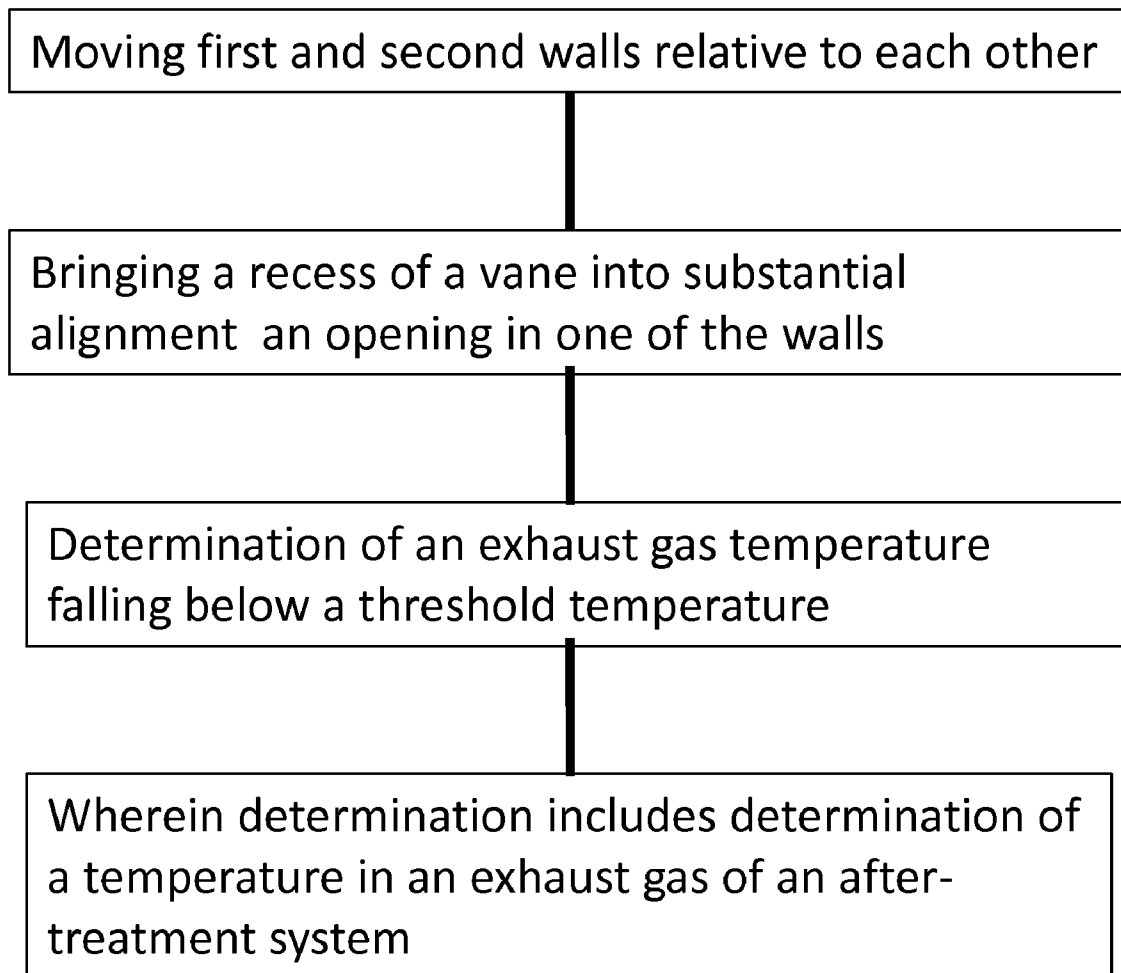 Moving first and second walls relative to each other
Bringing a recess of a vane into substantial
alignment  an opening in one of the walls
Determination of an exhaust gas temperature
falling below a threshold temperature
Wherein determination includes determination of
a temperature in an exhaust gas of an after-
treatment system